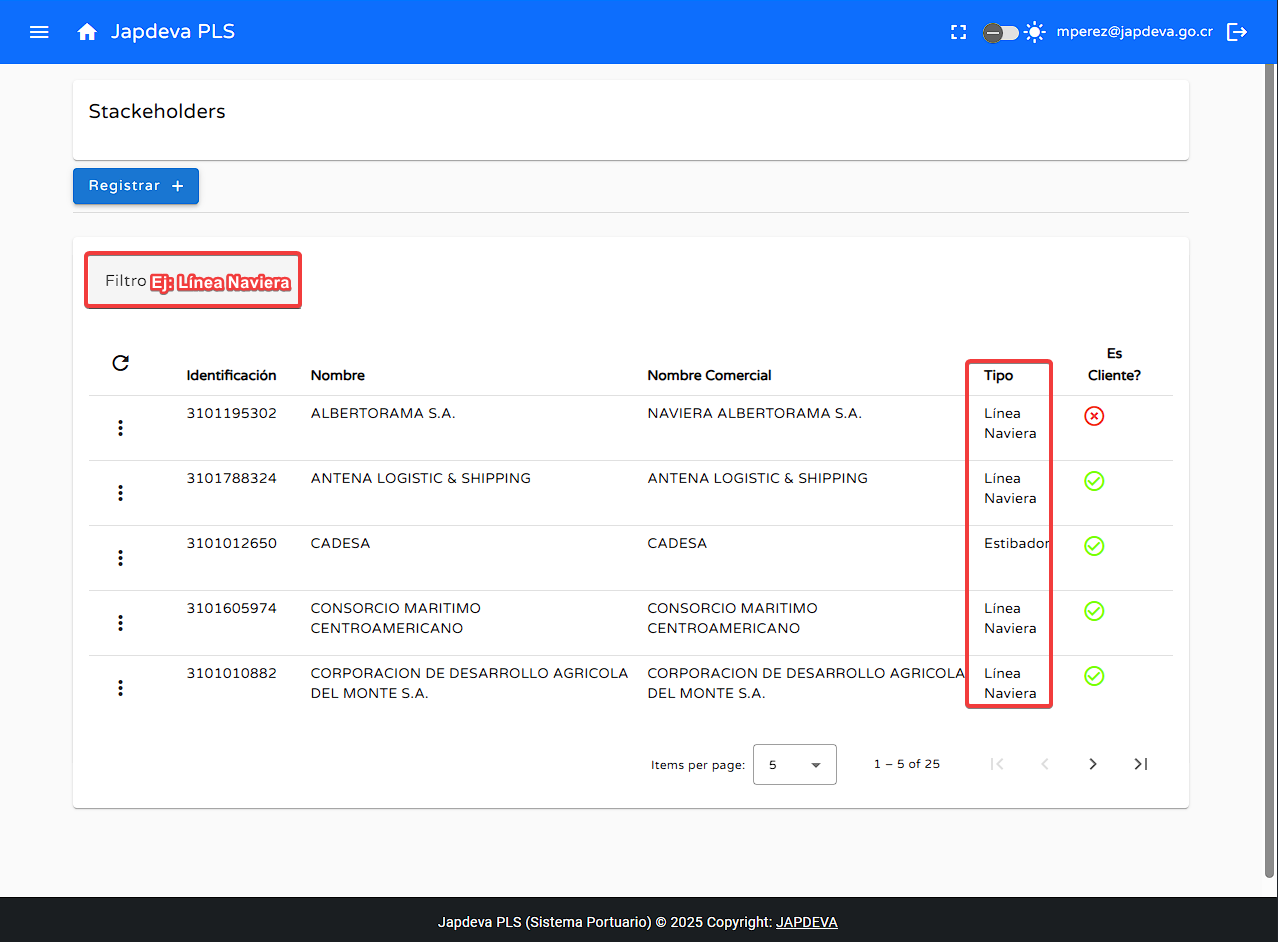 Japdeva PLS
mperez@japdeva.go.cr
Stackeholders
Registrar +
Filtro Ej: Línea Naviera
Identificación Nombre Nombre Comercial Tipo Es Cliente?
3101195302 ALBERTORAMA S.A. NAVIERA ALBERTORAMA S.A. Línea Naviera
3101788324 ANTENA LOGISTIC & SHIPPING ANTENA LOGISTIC & SHIPPING Línea Naviera
3101012650 CADESA CADESA Estibador
3101605974 CONSORCIO MARITIMO CENTROAMERICANO CONSORCIO MARITIMO CENTROAMERICANO Línea Naviera
3101010882 CORPORACION DE DESARROLLO AGRICOLA DEL MONTE S.A. CORPORACION DE DESARROLLO AGRICOLA DEL MONTE S.A. Línea Naviera
Items per page: 5 1 – 5 of 25
Japdeva PLS (Sistema Portuario) © 2025 Copyright: JAPDEVA